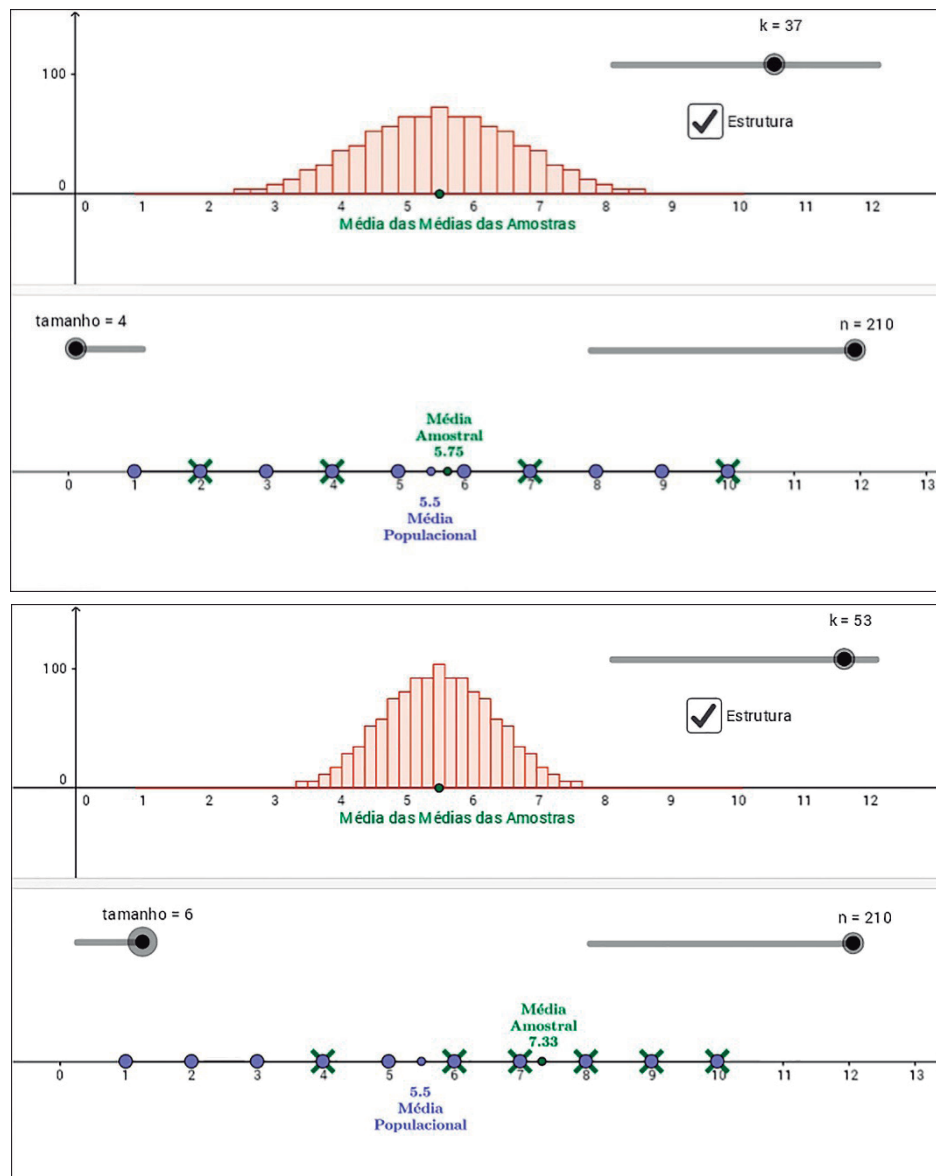 k = 37
100
Estrutura
0
0 1 2 3 4 5 6 7 8 9 10 11 12
Média das Médias das Amostras
tamanho = 4
n = 210
Média
Amostral
5.75
0 1 2 3 4 5 6 7 8 9 10 11 12 13
5.5
Média
Populacional
k = 53
100
Estrutura
0
0 1 2 3 4 5 6 7 8 9 10 11 12
Média das Médias das Amostras
tamanho = 6
n = 210
Média
Amostral
7.33
0 1 2 3 4 5 6 7 8 9 10 11 12 13
5.5
Média
Populacional